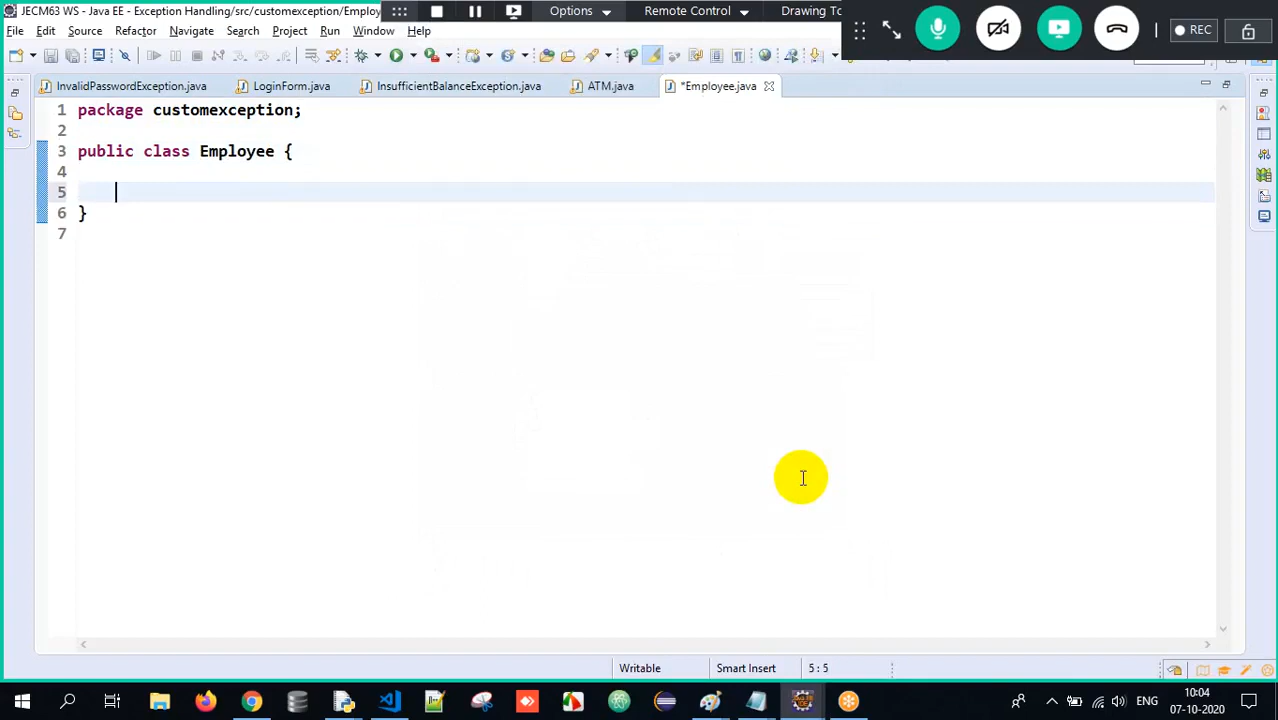 JECM63 WS - Java EE - Exception Handling/src/customexception/Employ
Options
Remote Control
Drawing To
REC
File Edit Source Refactor Navigate Search Project Run Window Help
InvalidPasswordException.java LoginForm.java InsufficientBalanceException.java ATM.java *Employee.java
1 package customexception;
2
3 public class Employee {
4
5
6 }
7
Writable Smart Insert 5 : 5
ENG
10:04
07-10-2020